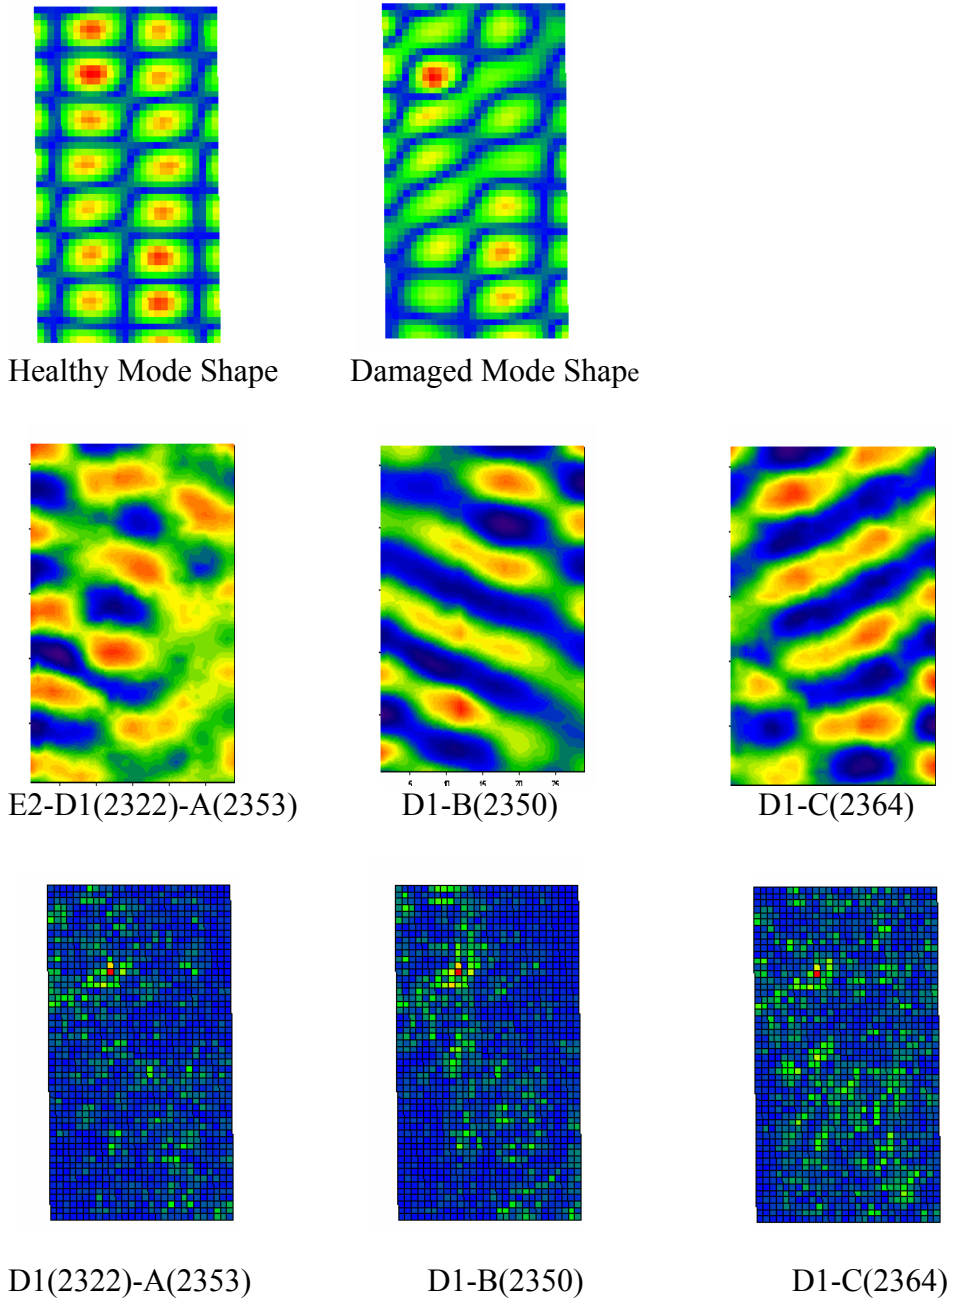 Healthy Mode Shape Damaged Mode Shape
E2-D1(2322)-A(2353) D1-B(2350) D1-C(2364)
D1(2322)-A(2353) D1-B(2350) D1-C(2364)